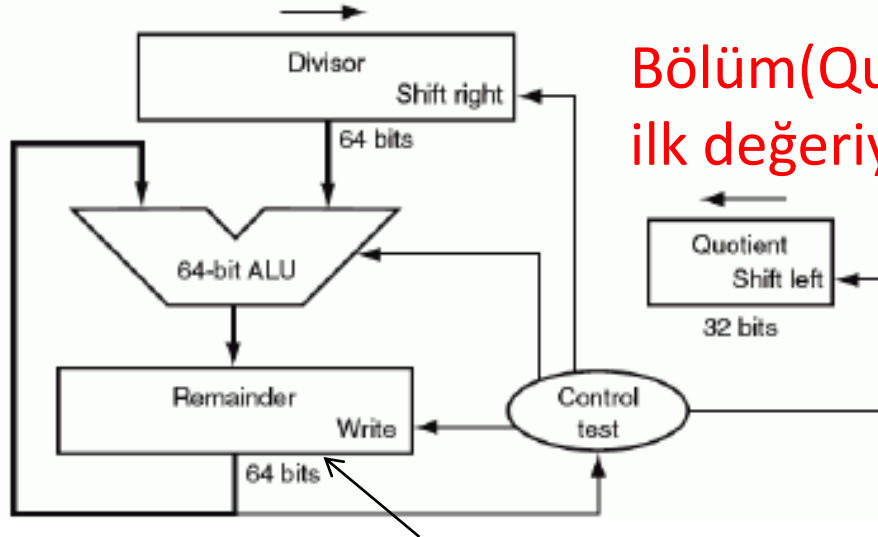 Divisor
Shift right
64 bits
Bölüm(Qu
ilk değeriy
64-bit ALU
Quotient
Shift left
32 bits
Remainder
Write
64 bits
Control
test